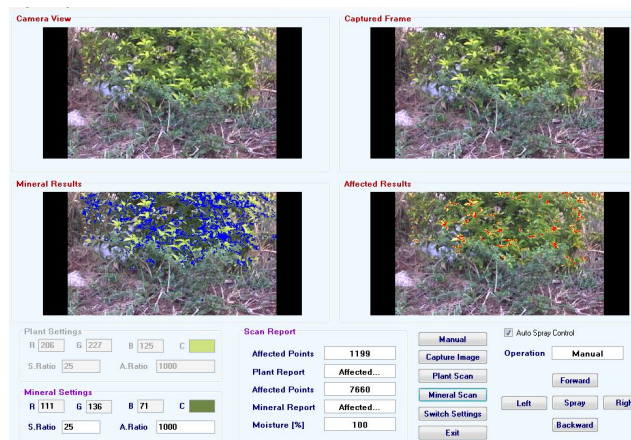 Camera View
Captured Frame
Mineral Results
Affected Results
Plant Settings
R 206 G 227 B 125 C
S.Ratio 25 A.Ratio 1000
Mineral Settings
R 111 G 136 B 71 C
S.Ratio 25 A.Ratio 1000
Scan Report
Affected Points 1199
Plant Report Affected...
Affected Points 7660
Mineral Report Affected...
Moisture [%] 100
Manual
Capture Image
Plant Scan
Mineral Scan
Switch Settings
Exit
Auto Spray Control
Operation Manual
Forward
Left Spray Righ
Backward